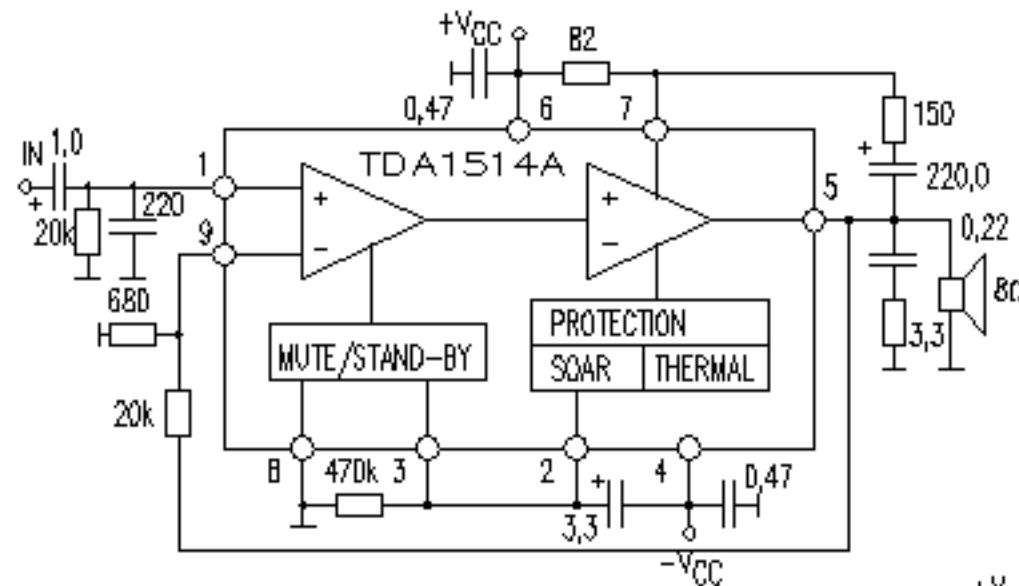 +VCC
82
0,47
6
7
150
+
220,0
IN
1,0
+
1
TDA1514A
5
20k
220
9
+
−
+
−
0,22
680
8Ω
3,3
MUTE/STAND-BY
PROTECTION
SOAR
THERMAL
20k
8
470k
3
2
+
3,3
4
0,47
-VCC